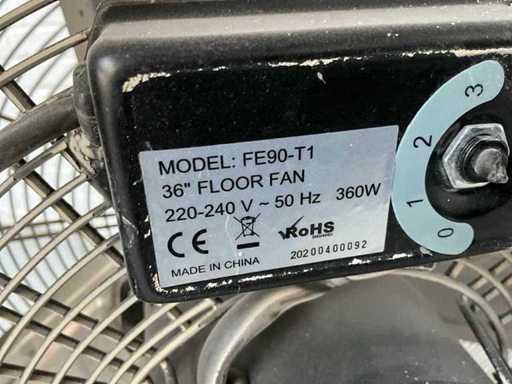 MODEL: FE90-T1
36" FLOOR FAN
220-240 V ~ 50 Hz 360W
CE RoHS
20200400092
MADE IN CHINA
3
2
1
0